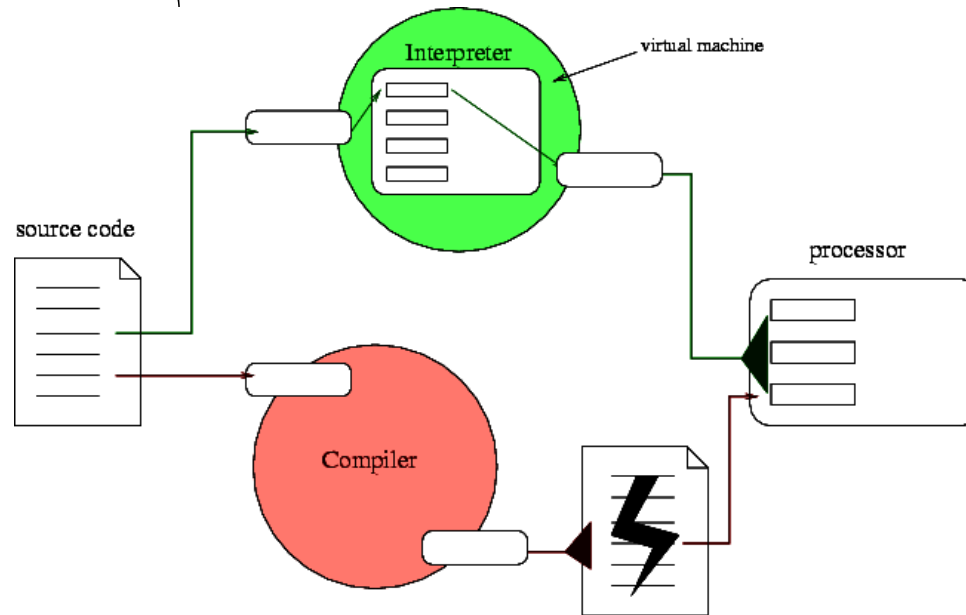 Interpreter
virtual machine
source code
processor
Compiler